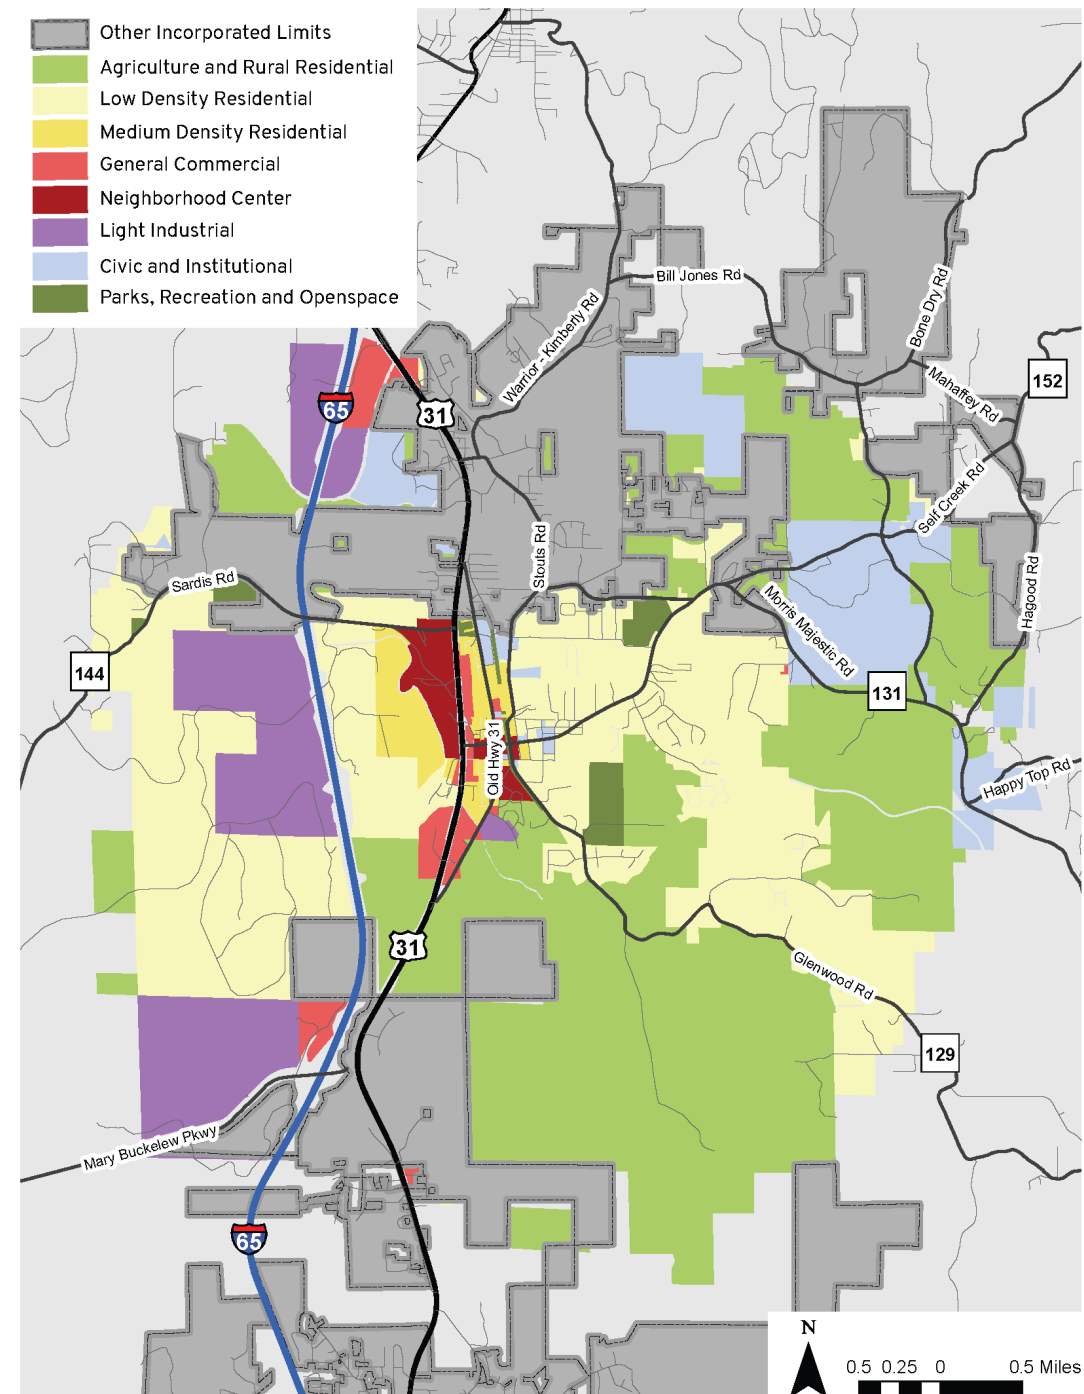 Other Incorporated Limits
Agriculture and Rural Residential
Low Density Residential
Medium Density Residential
General Commercial
Neighborhood Center
Light Industrial
Civic and Institutional
Parks, Recreation and Openspace
Bill Jones Rd
Warrior - Kimberly Rd
Bone Dry Rd
Mahaffey Rd
152
65
31
Self Creek Rd
Stouts Rd
Sardis Rd
Hagood Rd
Morris Majestic Rd
144
131
Old Hwy 31
Happy Top Rd
31
Glenwood Rd
129
Mary Buckelew Pkwy
65
N
0.5 0.25 0 0.5 Miles